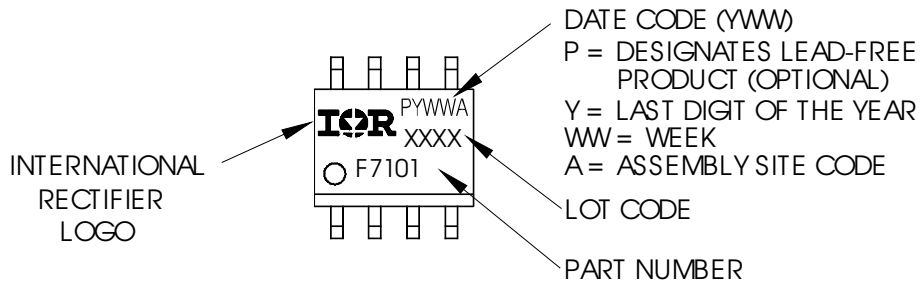 DATE CODE (YWW)
P = DESIGNATES LEAD-FREE
PRODUCT (OPTIONAL)
Y = LAST DIGIT OF THE YEAR
WW = WEEK
A = ASSEMBLY SITE CODE
LOT CODE
PART NUMBER
INTERNATIONAL
RECTIFIER
LOGO
IOR
PYWWA
XXXX
F7101